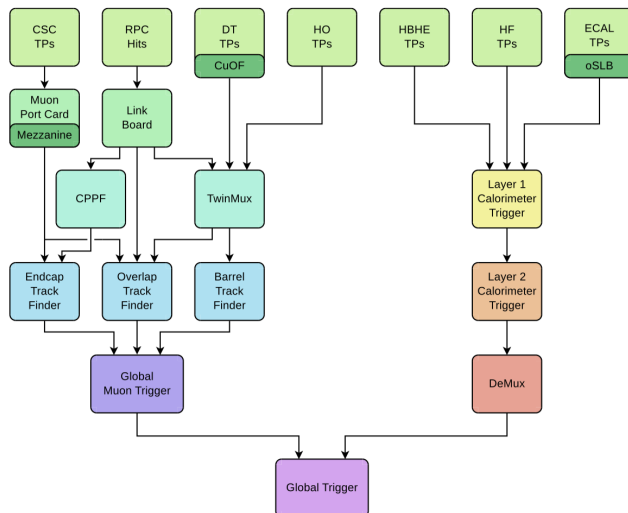 CSC
TPs
RPC
Hits
DT
TPs
CuOF
HO
TPs
HBHE
TPs
HF
TPs
ECAL
TPs
oSLB
Muon
Port Card
Mezzanine
Link
Board
CPPF
TwinMux
Layer 1
Calorimeter
Trigger
Endcap
Track
Finder
Overlap
Track
Finder
Barrel
Track
Finder
Layer 2
Calorimeter
Trigger
Global
Muon Trigger
DeMux
Global Trigger